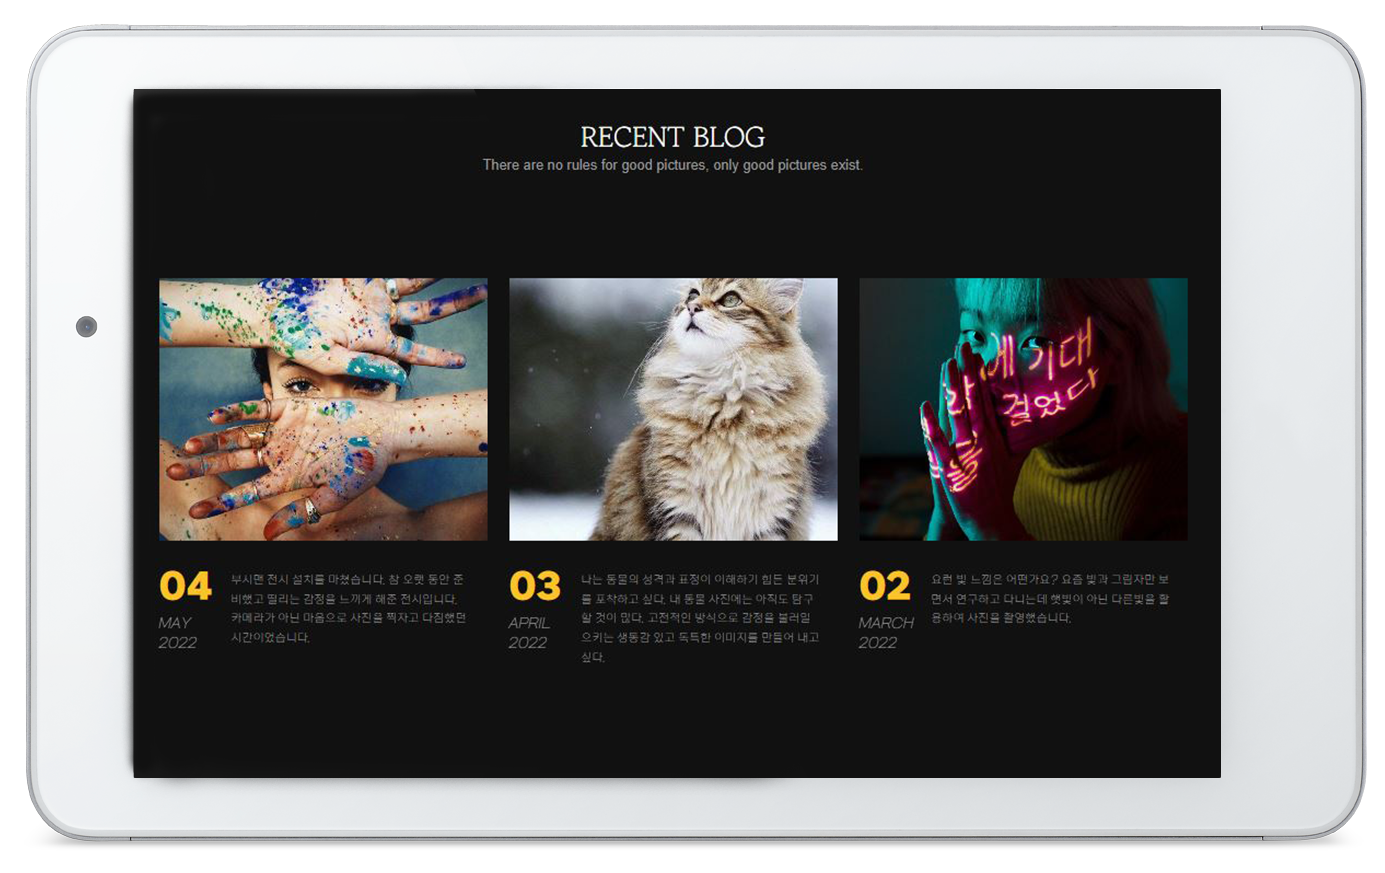 RECENT BLOG
There are no rules for good pictures, only good pictures exist.
에 기대
걸었다
04
MAY
2022
부시맨 전시 설치를 마쳤습니다. 참 오랫 동안 준
비했고 떨리는 감정을 느끼게 해준 전시입니다.
카메라가 아닌 마음으로 사진을 찍자고 다짐했던
시간이었습니다.
03
APRIL
2022
나는 동물의 성격과 표정이 이해하기 힘든 분위기
를 포착하고 싶다. 내 동물 사진에는 아직도 탐구
할 것이 많다. 고전적인 방식으로 감정을 불러일
으키는 생동감 있고 독특한 이미지를 만들어 내고
싶다.
02
MARCH
2022
요런 빛 느낌은 어떤가요? 요즘 빛과 그림자만 보
면서 연구하고 다니는데 햇빛이 아닌 다른빛을 활
용하여 사진을 촬영했습니다.